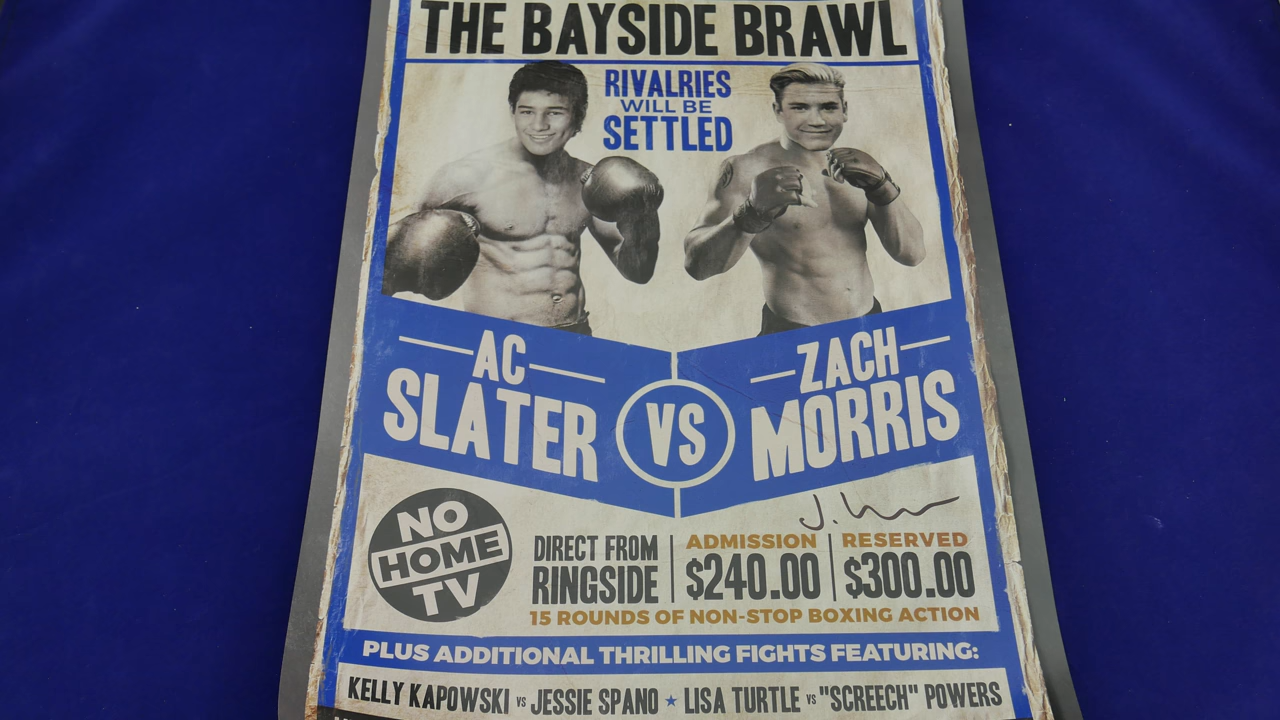 THE BAYSIDE BRAWL
RIVALRIES
WILL BE
SETTLED
AC
SLATER
VS
ZACH
MORRIS
NO
HOME
TV
DIRECT FROM
RINGSIDE
ADMISSION
$240.00
RESERVED
$300.00
15 ROUNDS OF NON-STOP BOXING ACTION
PLUS ADDITIONAL THRILLING FIGHTS FEATURING:
KELLY KAPOWSKI VS JESSIE SPANO ★ LISA TURTLE VS "SCREECH" POWERS